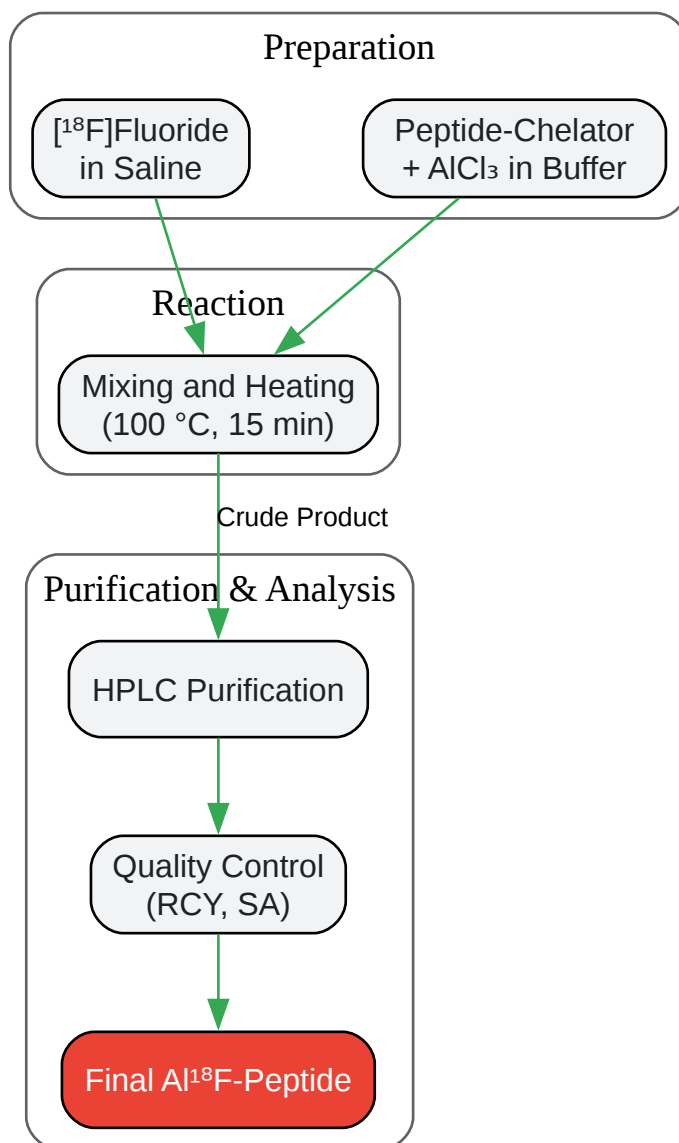 Preparation
[¹⁸F]Fluoride
in Saline
Peptide-Chelator
+ AlCl₃ in Buffer
Reaction
Mixing and Heating
(100 °C, 15 min)
Crude Product
Purification & Analysis
HPLC Purification
Quality Control
(RCY, SA)
Final Al¹⁸F-Peptide